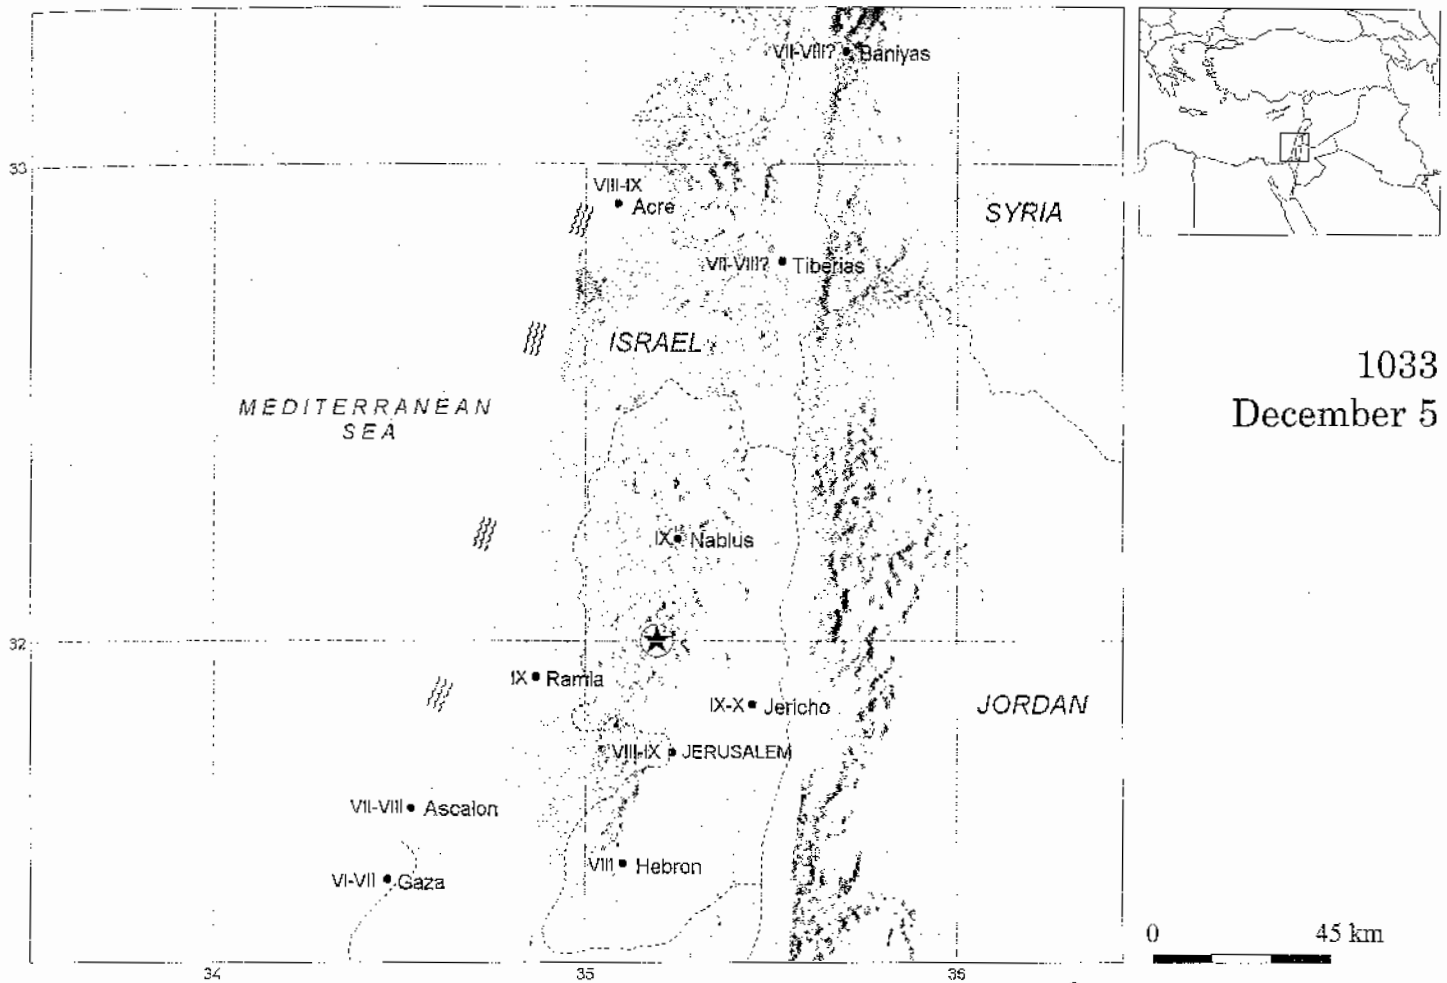 VII-VIII? Baniyas
33
VIII-IX
Acre
SYRIA
VII-VIII? Tiberias
ISRAEL
1033
December 5
MEDITERRANEAN
SEA
IX Nablus
32
IX Ramla
IX-X Jericho
JORDAN
VIII-IX JERUSALEM
VII-VIII Ascalon
VIII Hebron
VI-VII Gaza
0 45 km
34 35 36